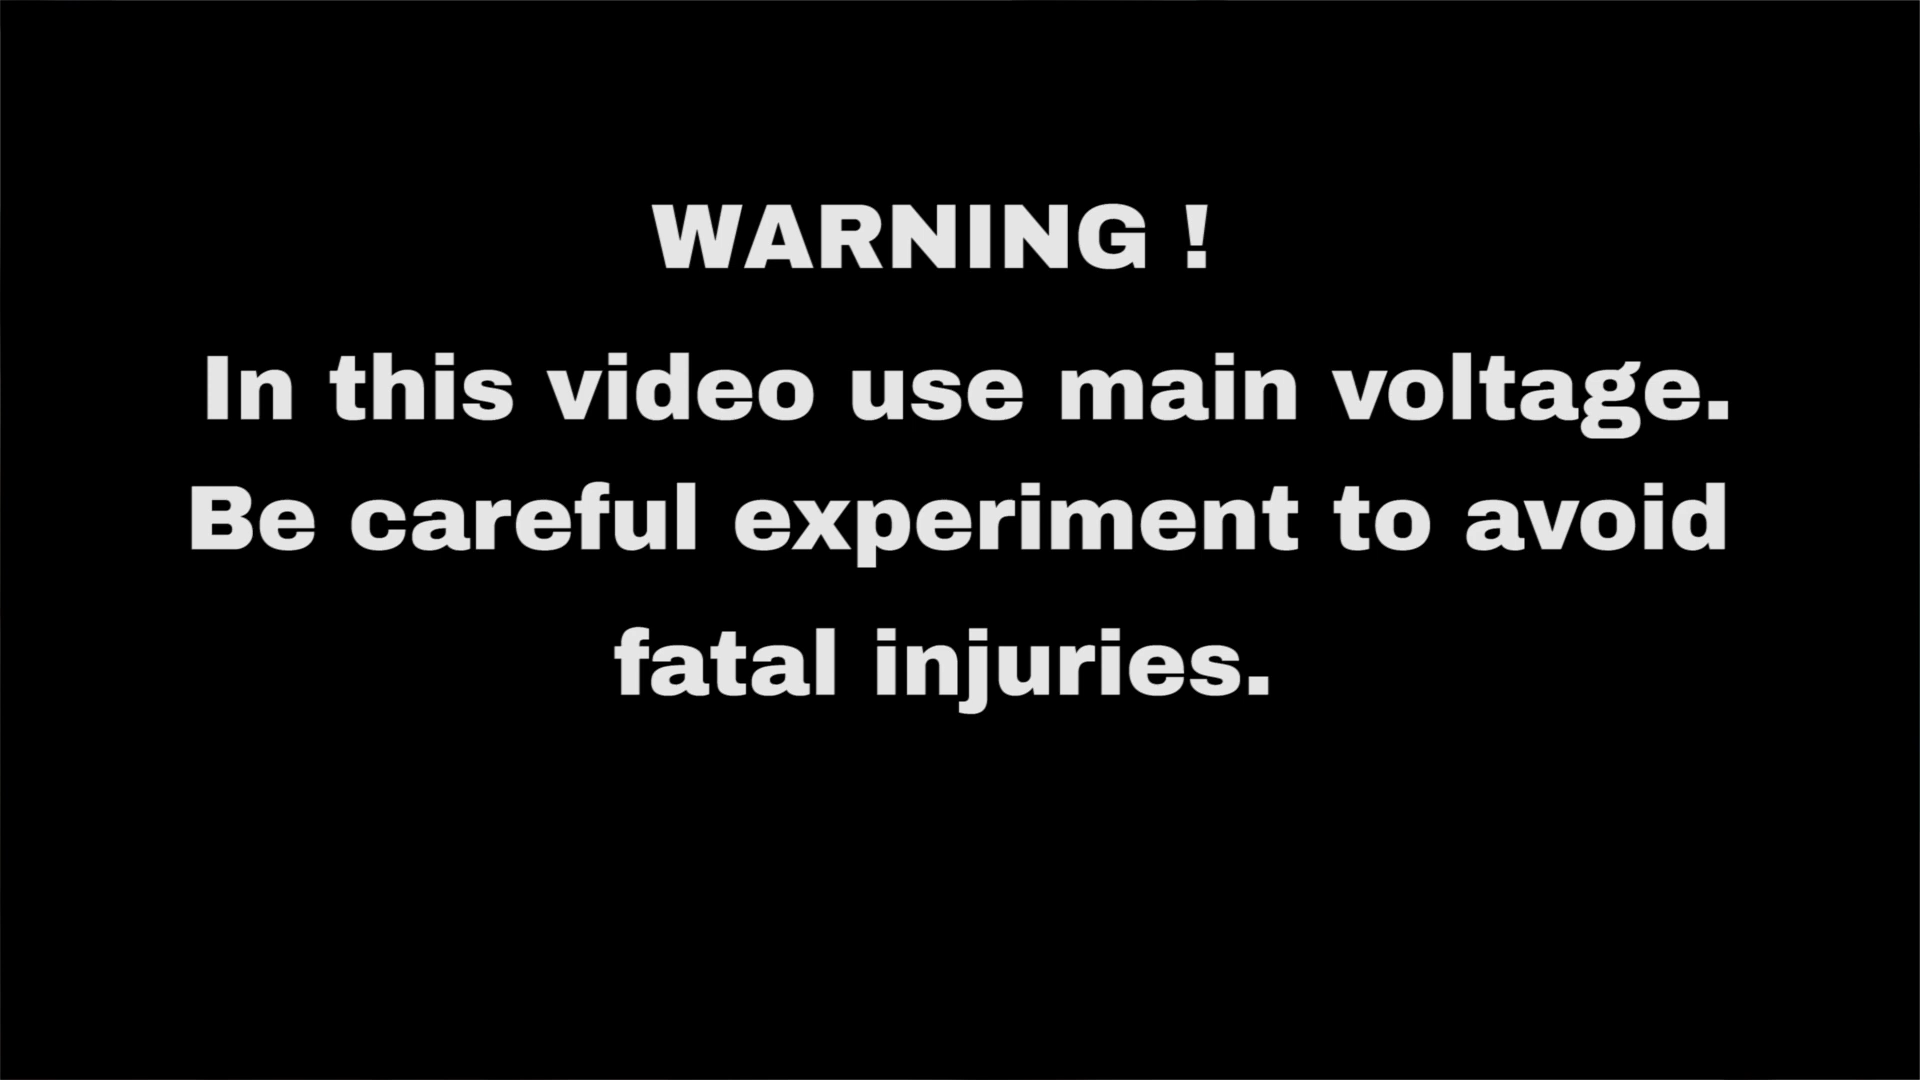 WARNING !
In this video use main voltage.
Be careful experiment to avoid
fatal injuries.